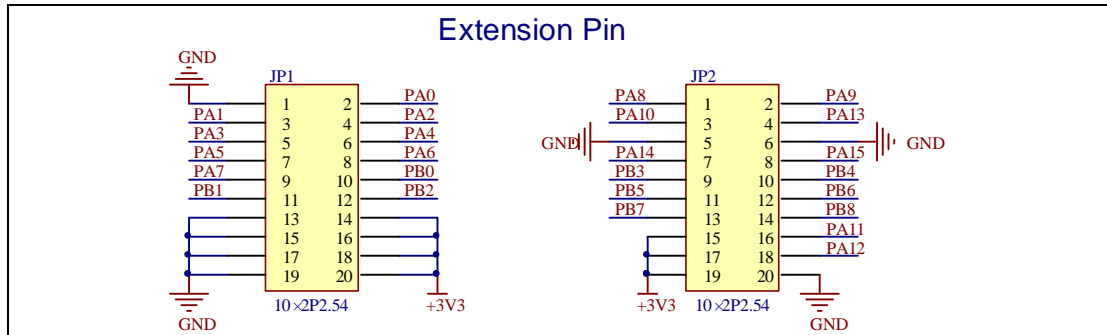 Extension Pin
GND
JP1
JP2
1 2 PA0
PA1 3 4 PA2
PA3 5 6 PA4
PA5 7 8 PA6
PA7 9 10 PB0
PB1 11 12 PB2
13 14
15 16
17 18
19 20
10×2P2.54
GND
+3V3
PA8 1 2 PA9
PA10 3 4 PA13
GND 5 6 GND
PA14 7 8 PA15
PB3 9 10 PB4
PB5 11 12 PB6
PB7 13 14 PB8
15 16 PA11
17 18 PA12
19 20
+3V3
10×2P2.54
GND